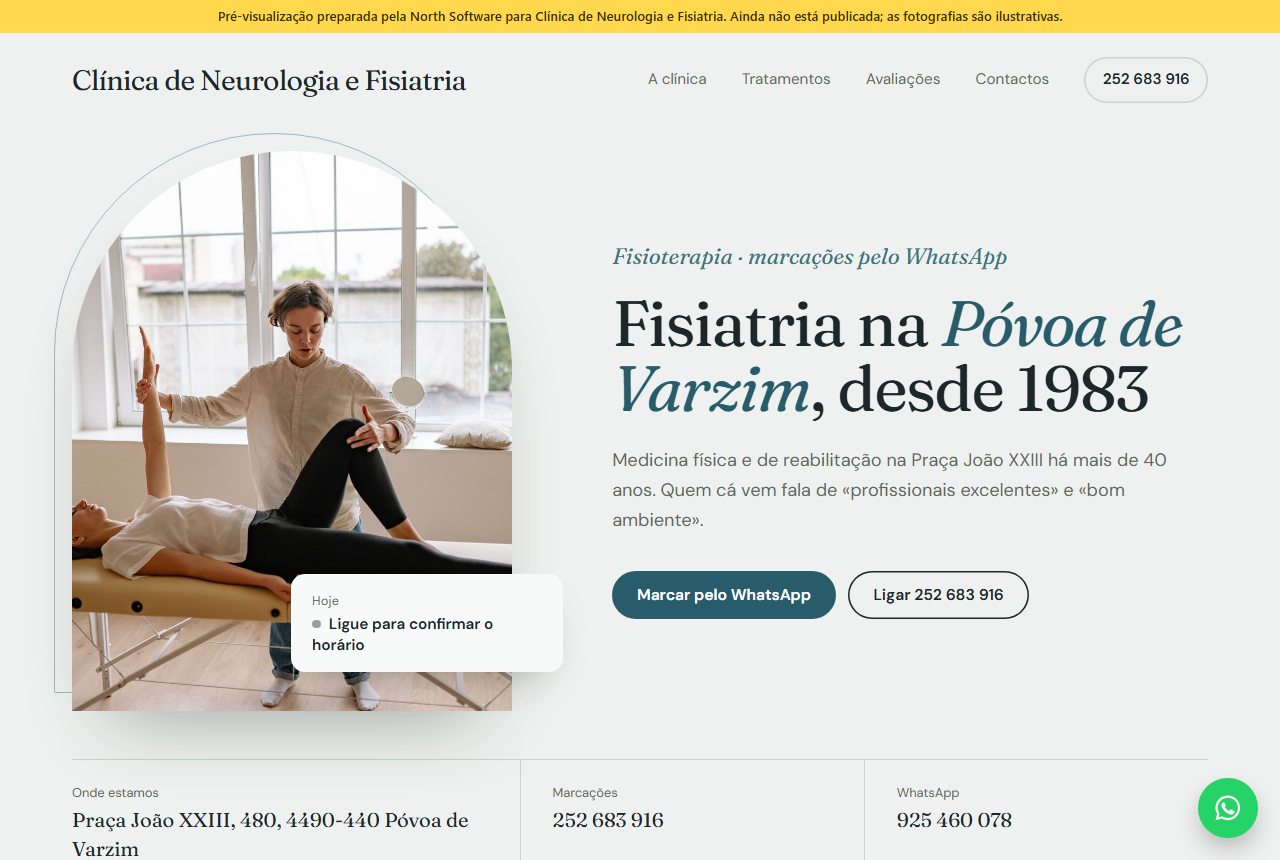 Pré-visualização preparada pela North Software para Clínica de Neurologia e Fisiatria. Ainda não está publicada; as fotografias são ilustrativas.
Clínica de Neurologia e Fisiatria
A clínica
Tratamentos
Avaliações
Contactos
252 683 916
Fisioterapia · marcações pelo WhatsApp
Fisiatria na Póvoa de
Varzim, desde 1983
Medicina física e de reabilitação na Praça João XXIII há mais de 40
anos. Quem cá vem fala de «profissionais excelentes» e «bom
ambiente».
Marcar pelo WhatsApp
Ligar 252 683 916
Hoje
Ligue para confirmar o
horário
Onde estamos
Praça João XXIII, 480, 4490-440 Póvoa de
Varzim
Marcações
252 683 916
WhatsApp
925 460 078